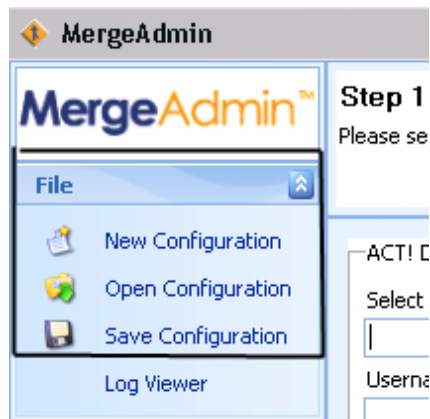 MergeAdmin
MergeAdmin™
Step 1
Please se
File
New Configuration
Open Configuration
Save Configuration
Log Viewer
ACT! D
Select
Userna